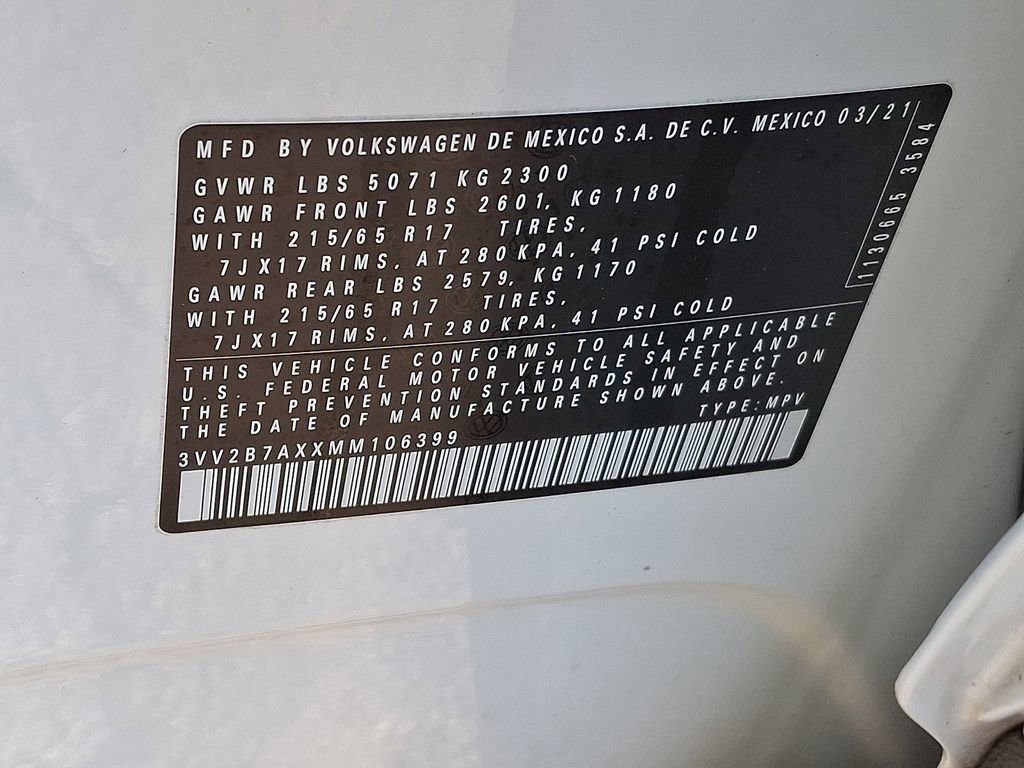 MFD BY VOLKSWAGEN DE MEXICO S.A. DE C.V. MEXICO 03/21
GVWR LBS 5071 KG 2300
GAWR FRONT LBS 2601, KG 1180
WITH 215/65 R17 TIRES,
7JX17 RIMS, AT 280 KPA, 41 PSI COLD
GAWR REAR LBS 2579, KG 1170
WITH 215/65 R17 TIRES,
7JX17 RIMS, AT 280 KPA, 41 PSI COLD
THIS VEHICLE CONFORMS TO ALL APPLICABLE
U.S. FEDERAL MOTOR VEHICLE SAFETY AND
THEFT PREVENTION STANDARDS IN EFFECT ON
THE DATE OF MANUFACTURE SHOWN ABOVE.
3VV2B7AXXMM106399 TYPE: MPV
1130665 3584